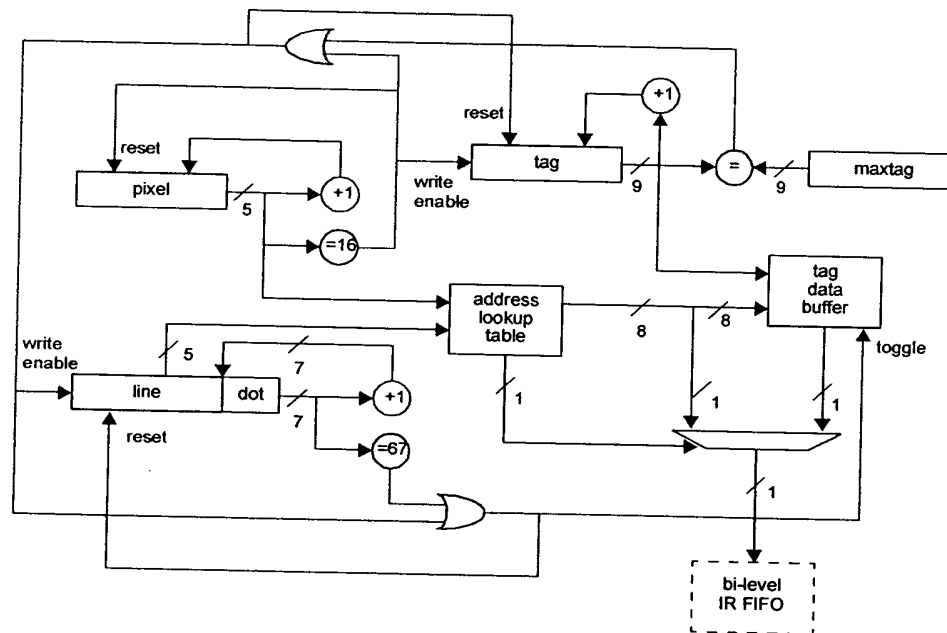 reset
+1
reset
pixel
5
+1
=16
write
enable
tag
9
=
9
maxtag
tag
data
buffer
address
lookup
table
8
8
toggle
write
enable
5
7
line
dot
7
+1
1
1
1
reset
=67
1
bi-level
IR FIFO